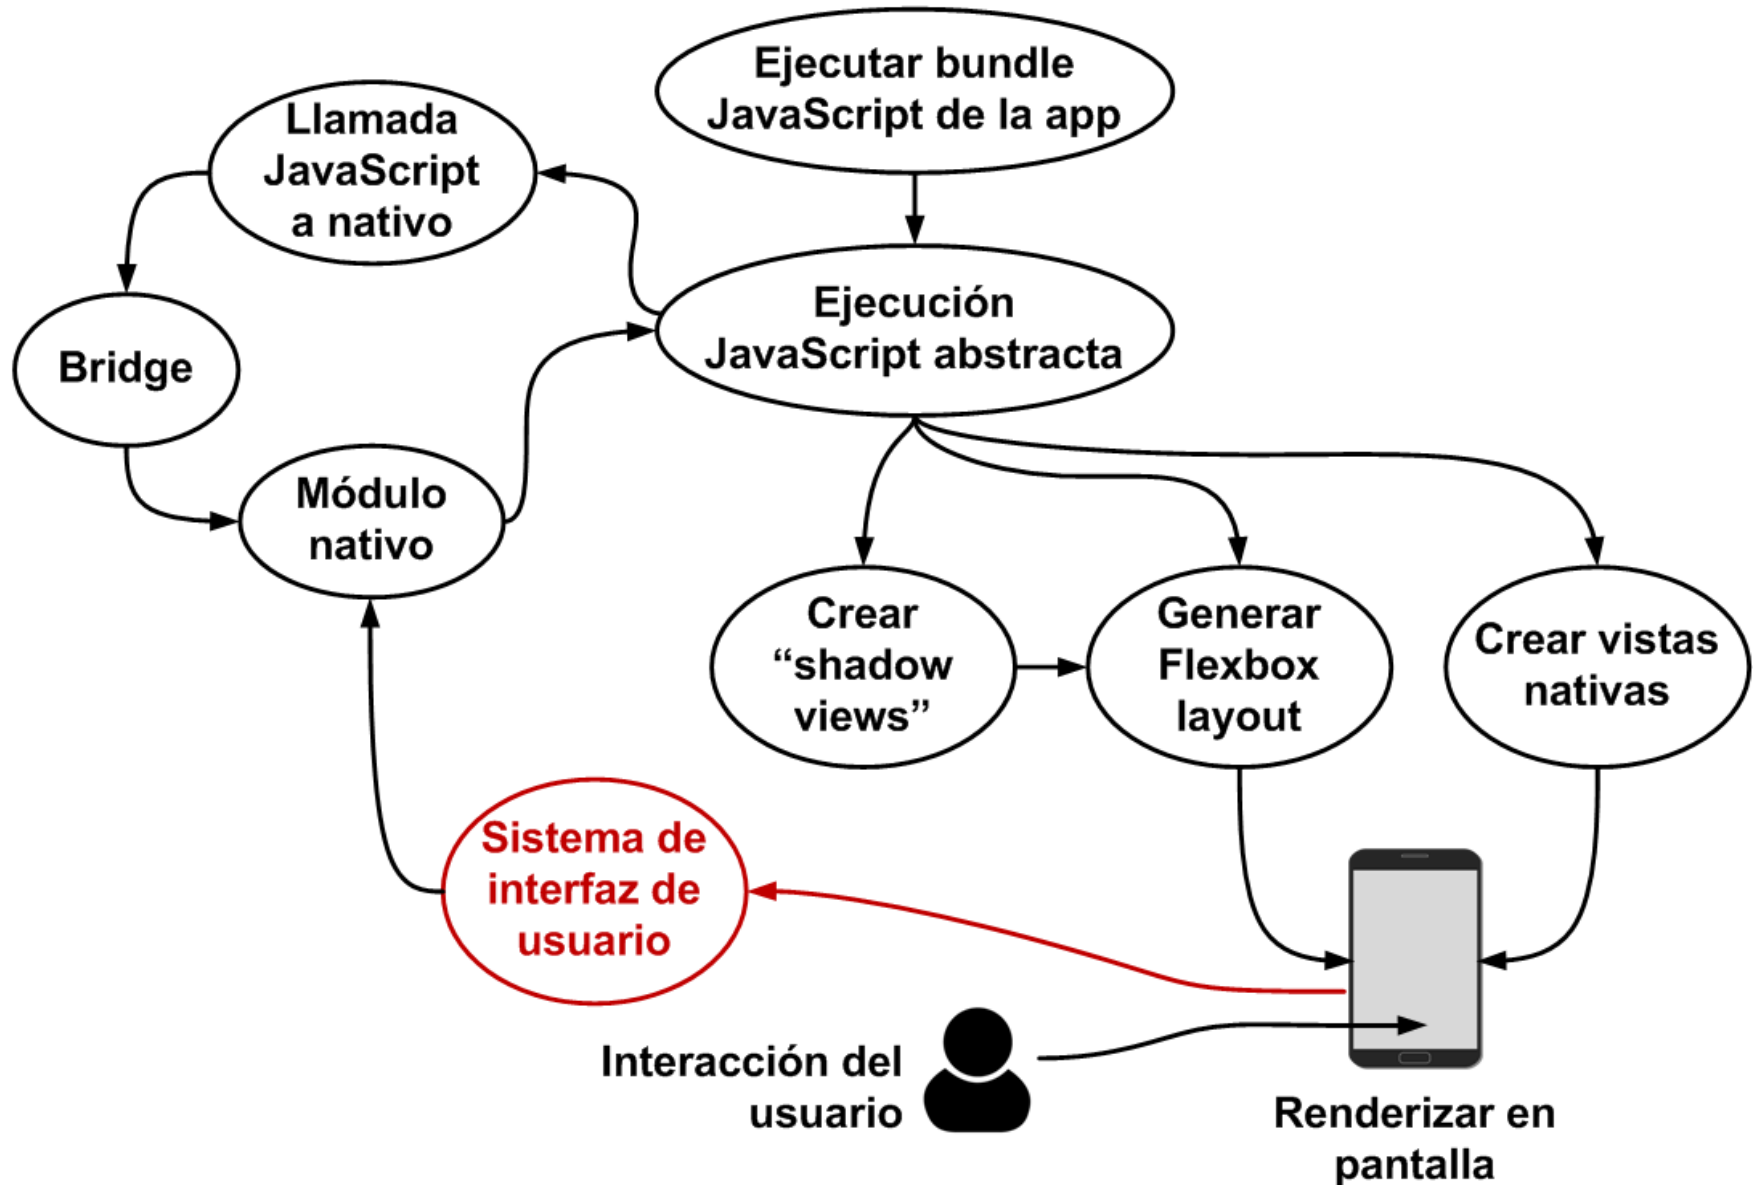 Ejecutar bundle
JavaScript de la app
Llamada
JavaScript
a nativo
Ejecución
JavaScript abstracta
Bridge
Módulo
nativo
Crear
“shadow
views”
Generar
Flexbox
layout
Crear vistas
nativas
Sistema de
interfaz de
usuario
Interacción del
usuario
Renderizar en
pantalla